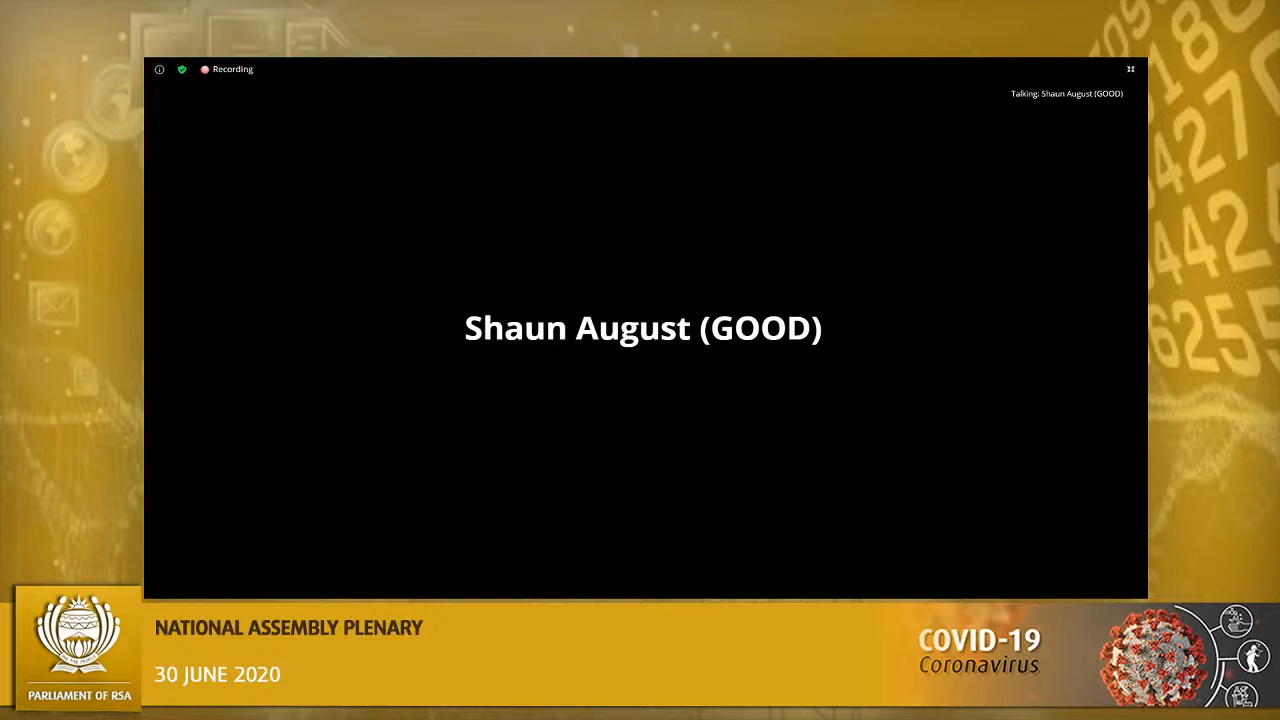 Recording
Talking: Shaun August (GOOD)
Shaun August (GOOD)
NATIONAL ASSEMBLY PLENARY
30 JUNE 2020
PARLIAMENT OF RSA
COVID-19
Coronavirus